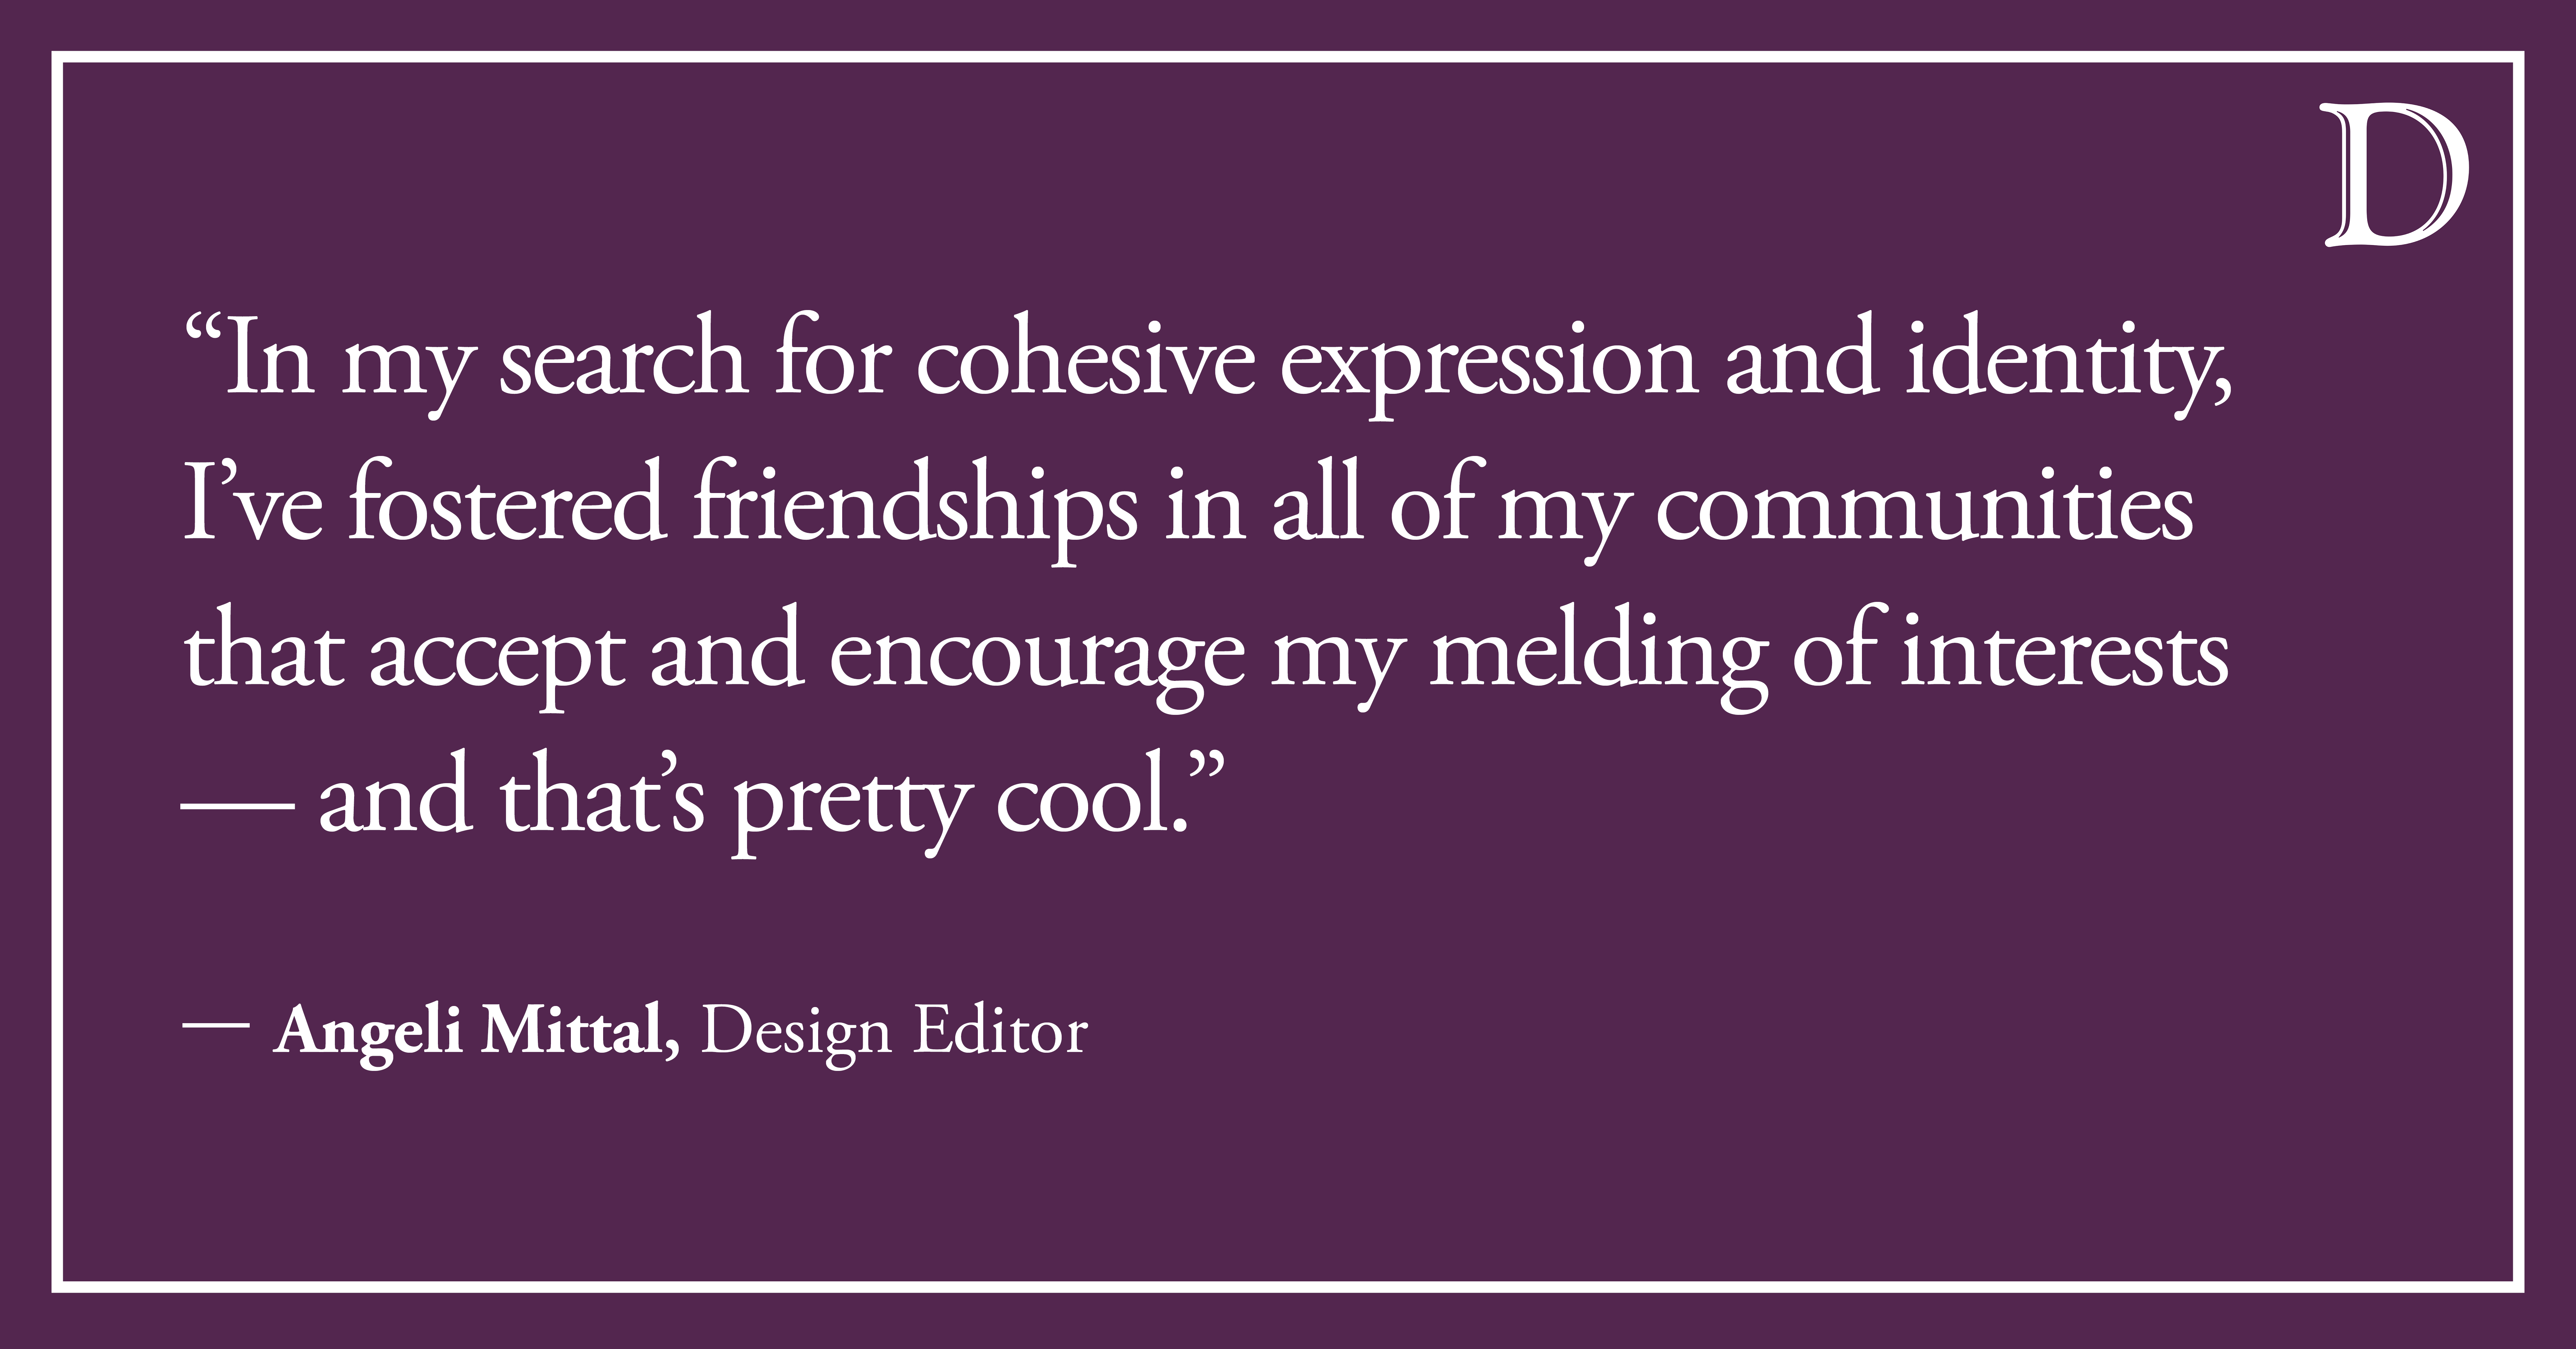 D
“In my search for cohesive expression and identity,
I’ve fostered friendships in all of my communities
that accept and encourage my melding of interests
— and that’s pretty cool.”
— Angeli Mittal, Design Editor